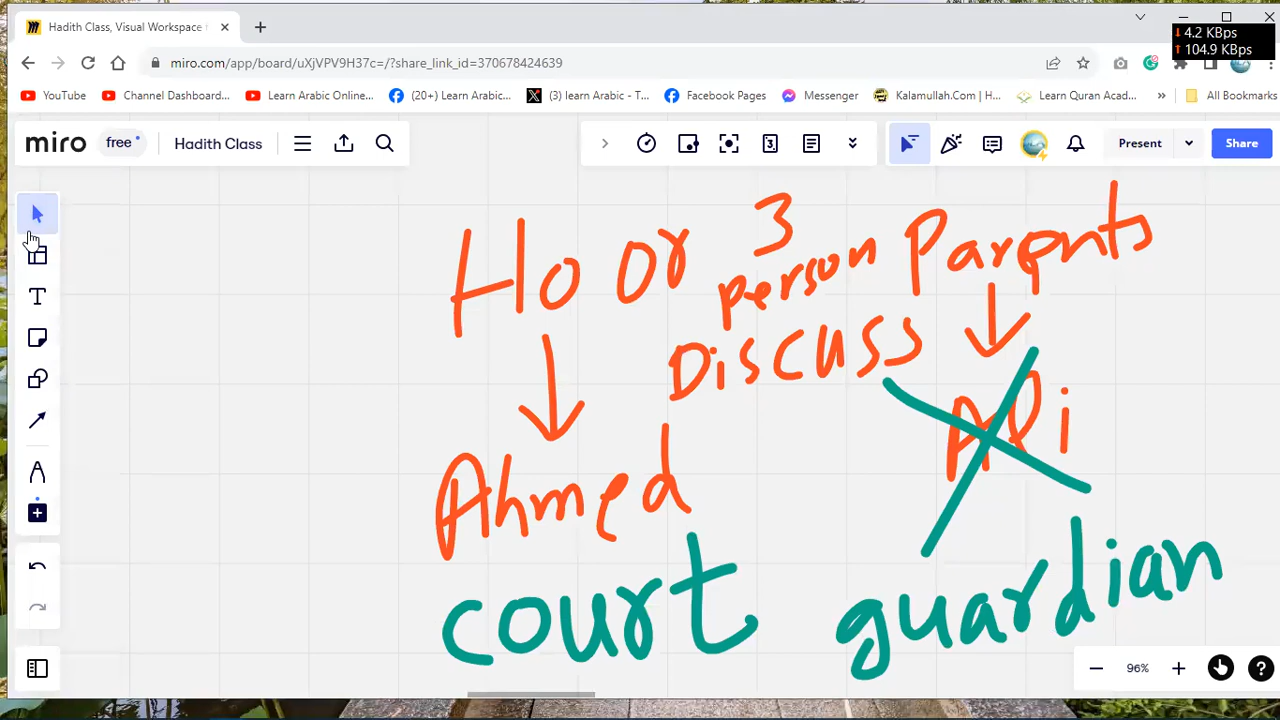 Hadith Class, Visual Workspace f
4.2 KBps
104.9 KBps
miro.com/app/board/uXjVPV9H37c=/?share_link_id=370678424639
YouTube
Channel Dashboard...
Learn Arabic Online...
(20+) Learn Arabic...
(3) learn Arabic - T...
Facebook Pages
Messenger
Kalamullah.Com | H...
Learn Quran Acade...
»
All Bookmarks
miro
free
Hadith Class
3
Present
Share
Ho or 3 person Parents
Discuss
Ahmed
Ali
court guardian
96%